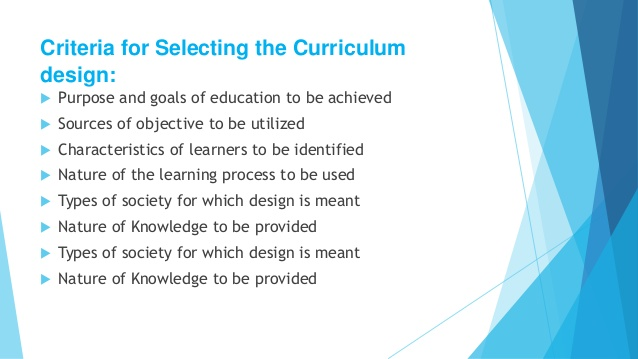 Criteria for Selecting the Curriculum
design:
Purpose and goals of education to be achieved
Sources of objective to be utilized
Characteristics of learners to be identified
Nature of the learning process to be used
Types of society for which design is meant
Nature of Knowledge to be provided
Types of society for which design is meant
Nature of Knowledge to be provided